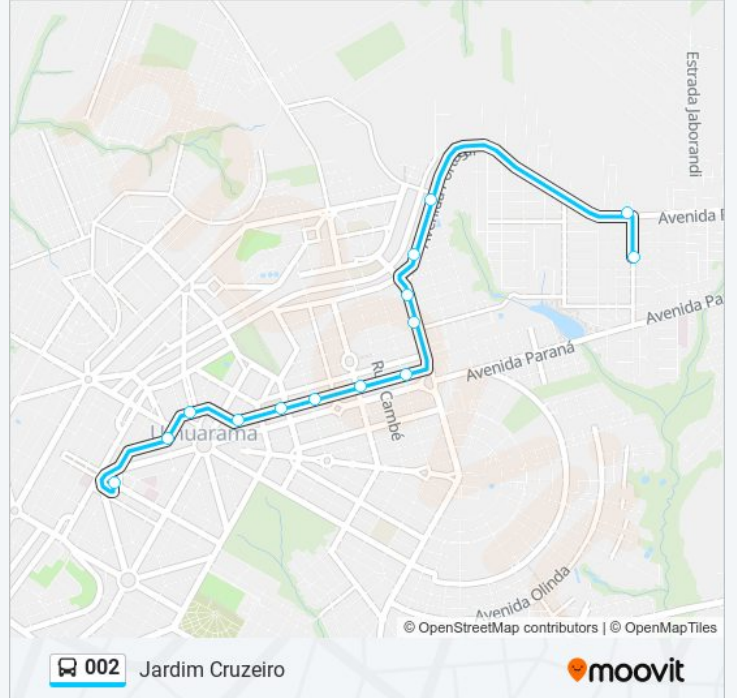 Estrada Jaborandi
Avenida
Avenida Pa
Avenida Paraná
Rua Cambé
Umuarama
Avenida Olinda
© OpenStreetMap contributors | © OpenMapTiles
002 Jardim Cruzeiro
moovit